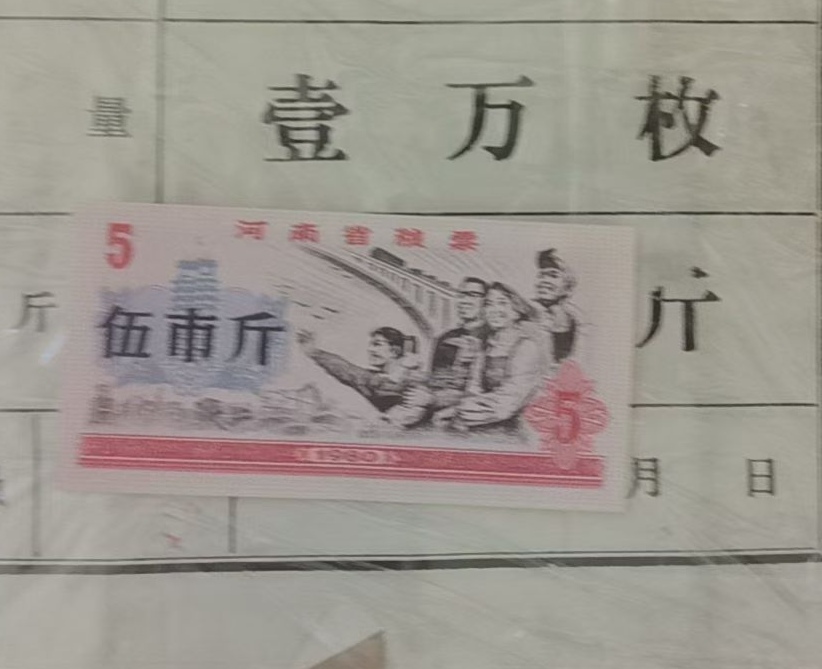 量 壹万枚
5 河南省粮票
斤 伍市斤 斤
5
1980
月 日